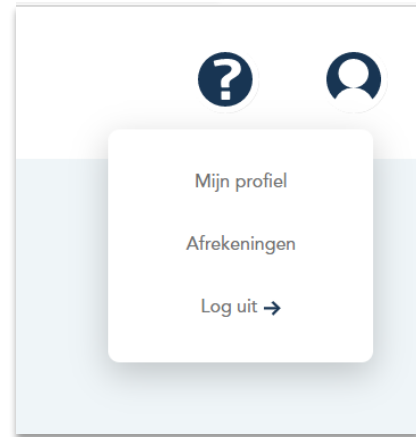 ?
Mijn profiel
Afrekeningen
Log uit →